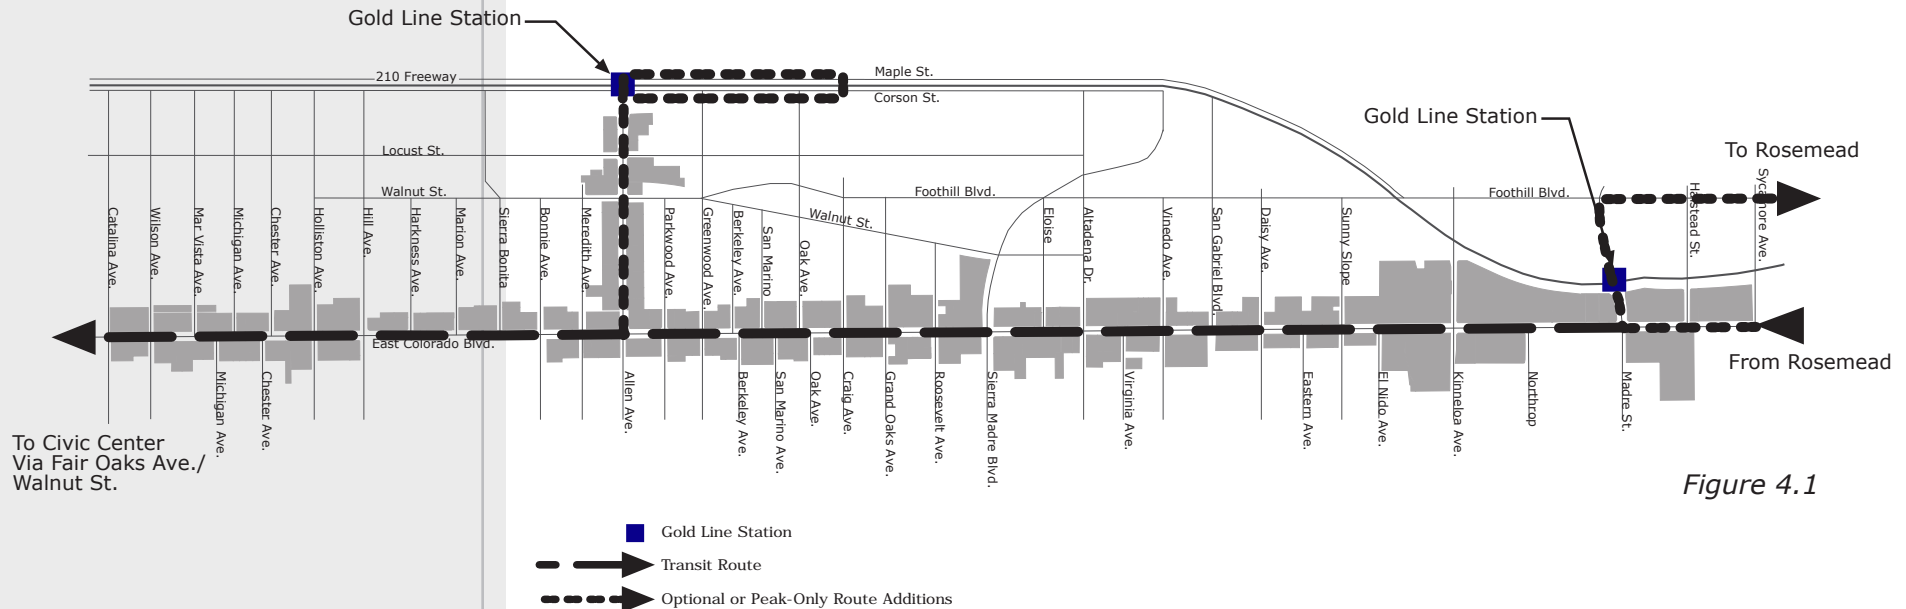 Gold Line Station
210 Freeway
Maple St.
Corson St.
Gold Line Station
To Rosemead
Locust St.
Walnut St.
Foothill Blvd.
Foothill Blvd.
Walnut St.
Catalina Ave.
Wilson Ave.
Mar Vista Ave.
Michigan Ave.
Chester Ave.
Holliston Ave.
Hill Ave.
Harkness Ave.
Marion Ave.
Sierra Bonita
Bonnie Ave.
Meredith Ave.
Parkwood Ave.
Greenwood Ave.
Berkeley Ave.
San Marino
Oak Ave.
Eloise
Altadena Dr.
Vinedo Ave.
San Gabriel Blvd.
Daisy Ave.
Sunny Slope
Halstead St.
Sycamore Ave.
East Colorado Blvd.
From Rosemead
Michigan Ave.
Chester Ave.
Allen Ave.
Berkeley Ave.
San Marino Ave.
Oak Ave.
Craig Ave.
Grand Oaks Ave.
Roosevelt Ave.
Sierra Madre Blvd.
Virginia Ave.
Eastern Ave.
El Nido Ave.
Kinneloa Ave.
Northrop
Madre St.
To Civic Center
Via Fair Oaks Ave./
Walnut St.
Figure 4.1
Gold Line Station
Transit Route
Optional or Peak-Only Route Additions